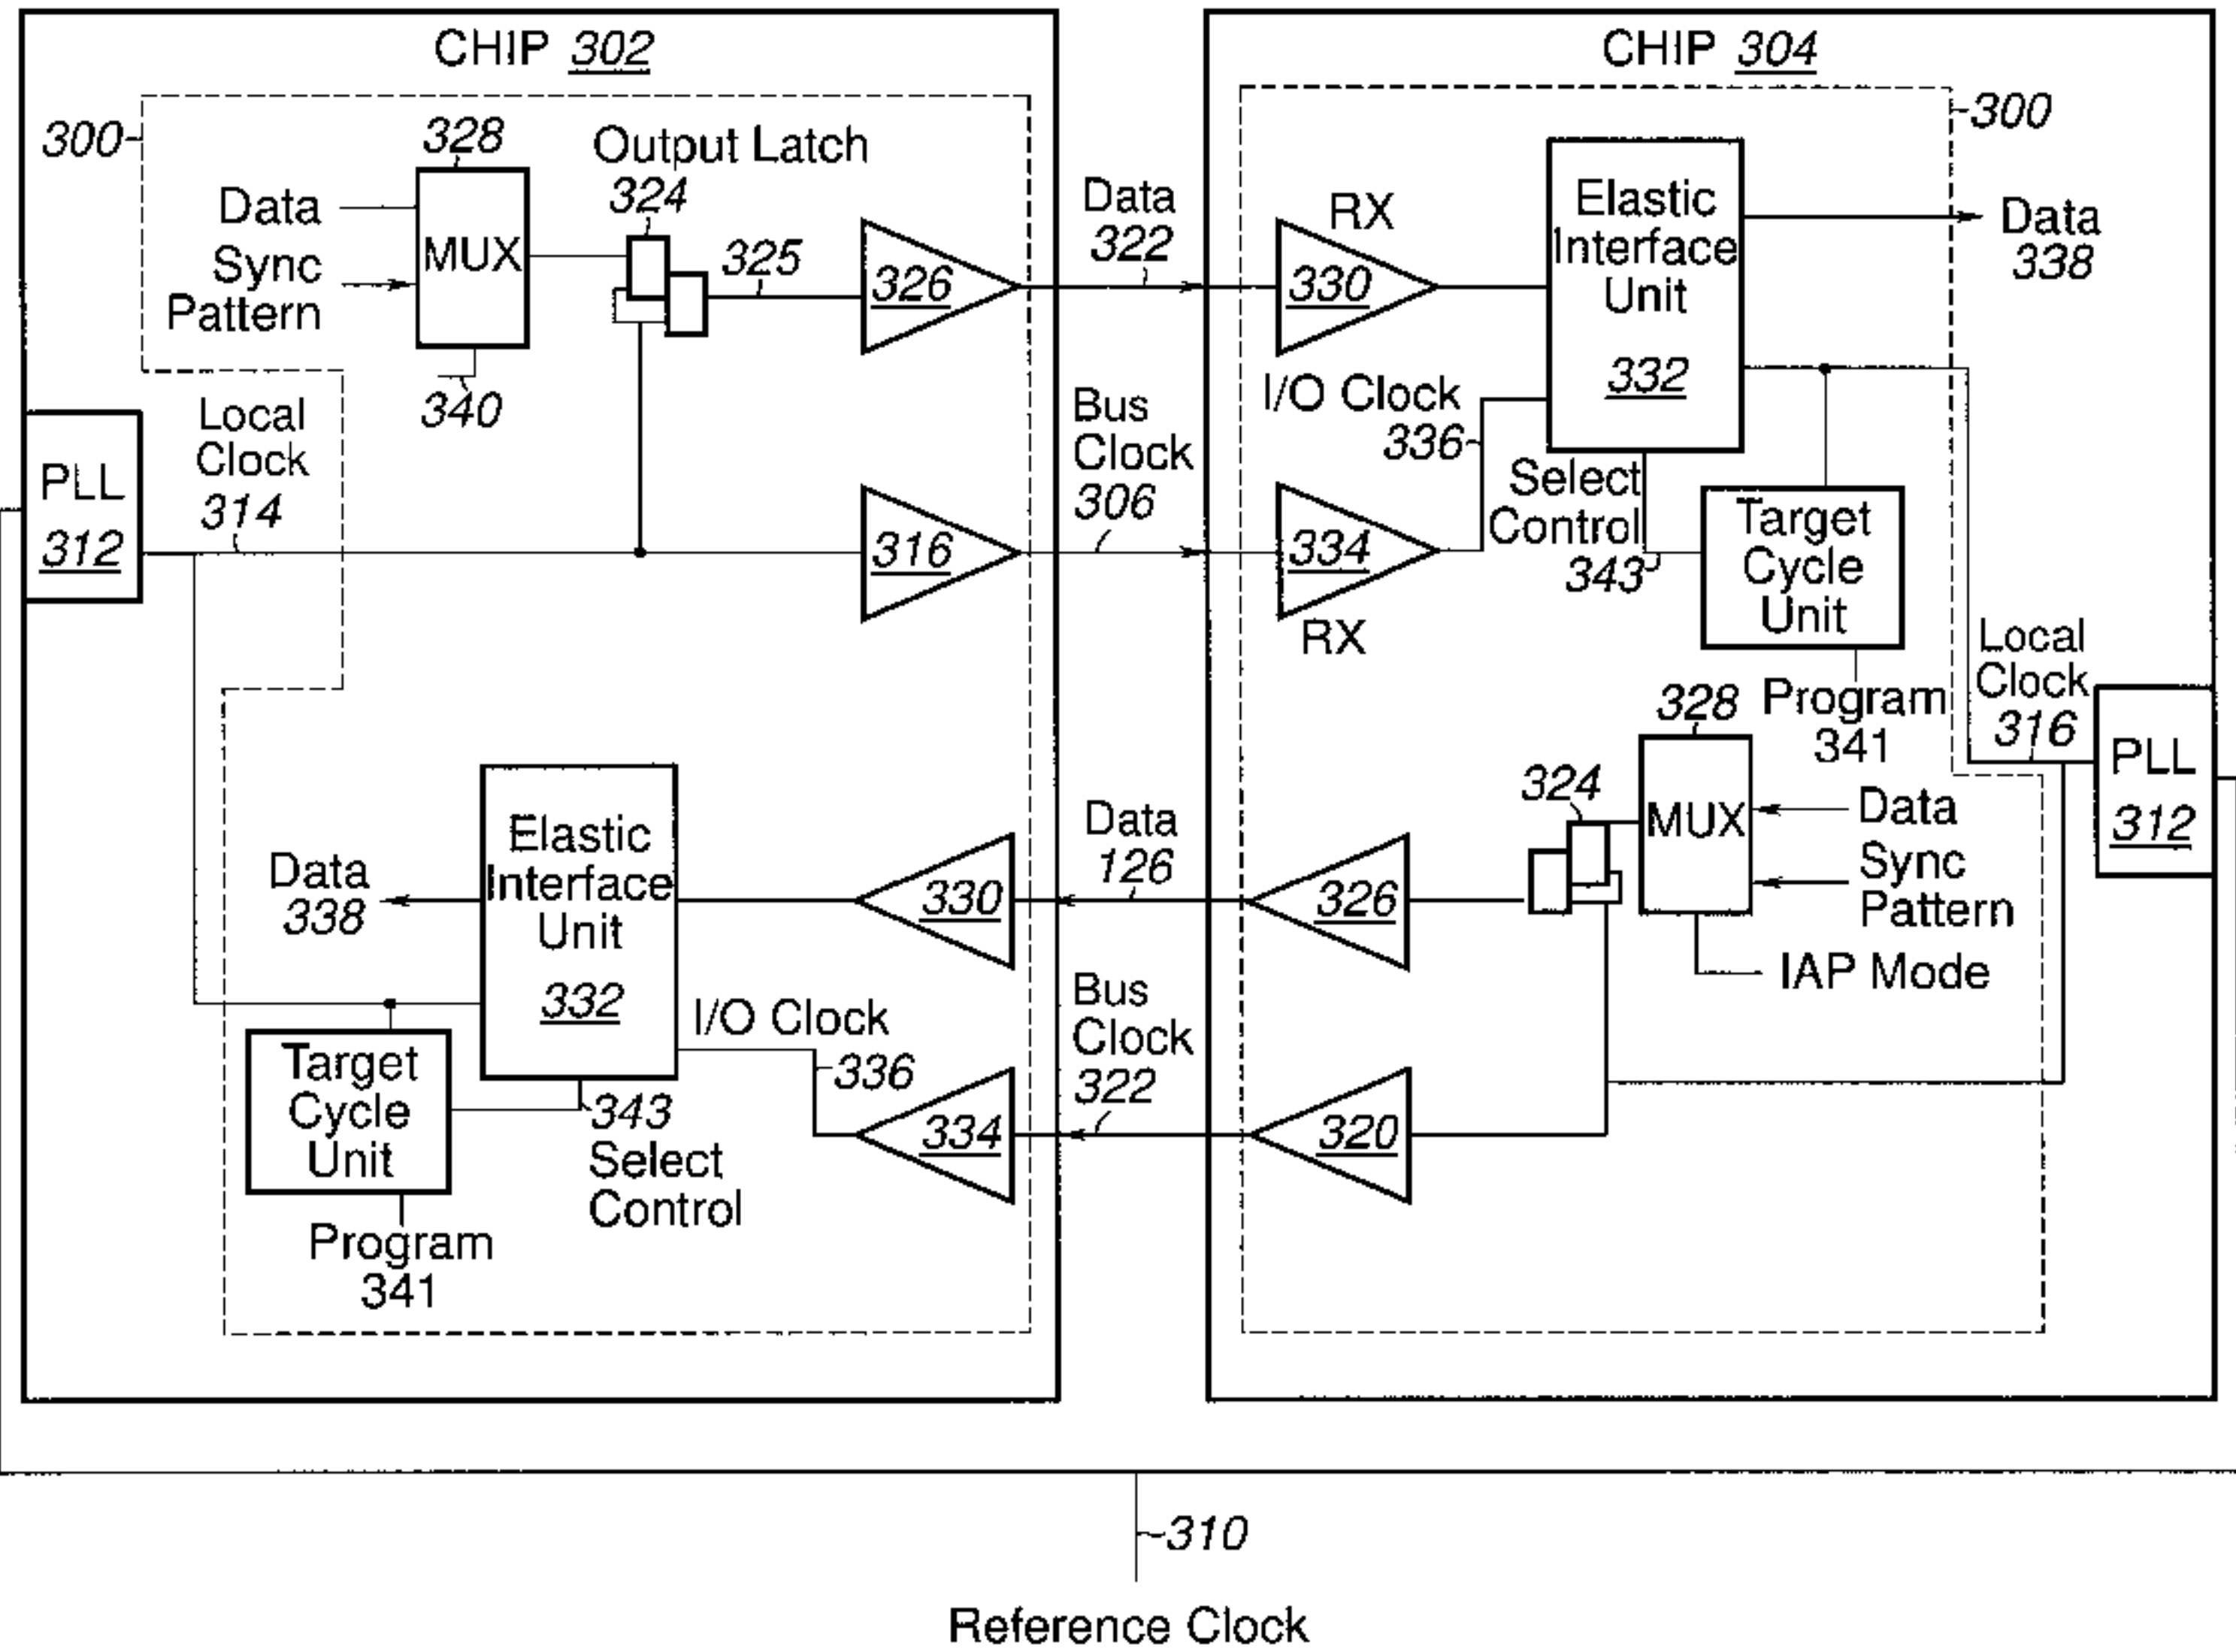 CHIP 302
300
328
Output Latch
324
Data
Sync
Pattern
MUX
325
326
340
Local
Clock
314
PLL
312
316
Elastic
Interface
Unit
332
Data
338
330
I/O Clock
336
Target
Cycle
Unit
343
Select
Control
334
Program
341
Data
322
Bus
Clock
306
Data
126
Bus
Clock
322
CHIP 304
300
RX
330
Elastic
Interface
Unit
332
Data
338
I/O Clock
336
Select
Control
343
334
RX
Target
Cycle
Unit
Program
341
Local
Clock
316
PLL
312
328
324
MUX
Data
Sync
Pattern
326
IAP Mode
320
310
Reference Clock